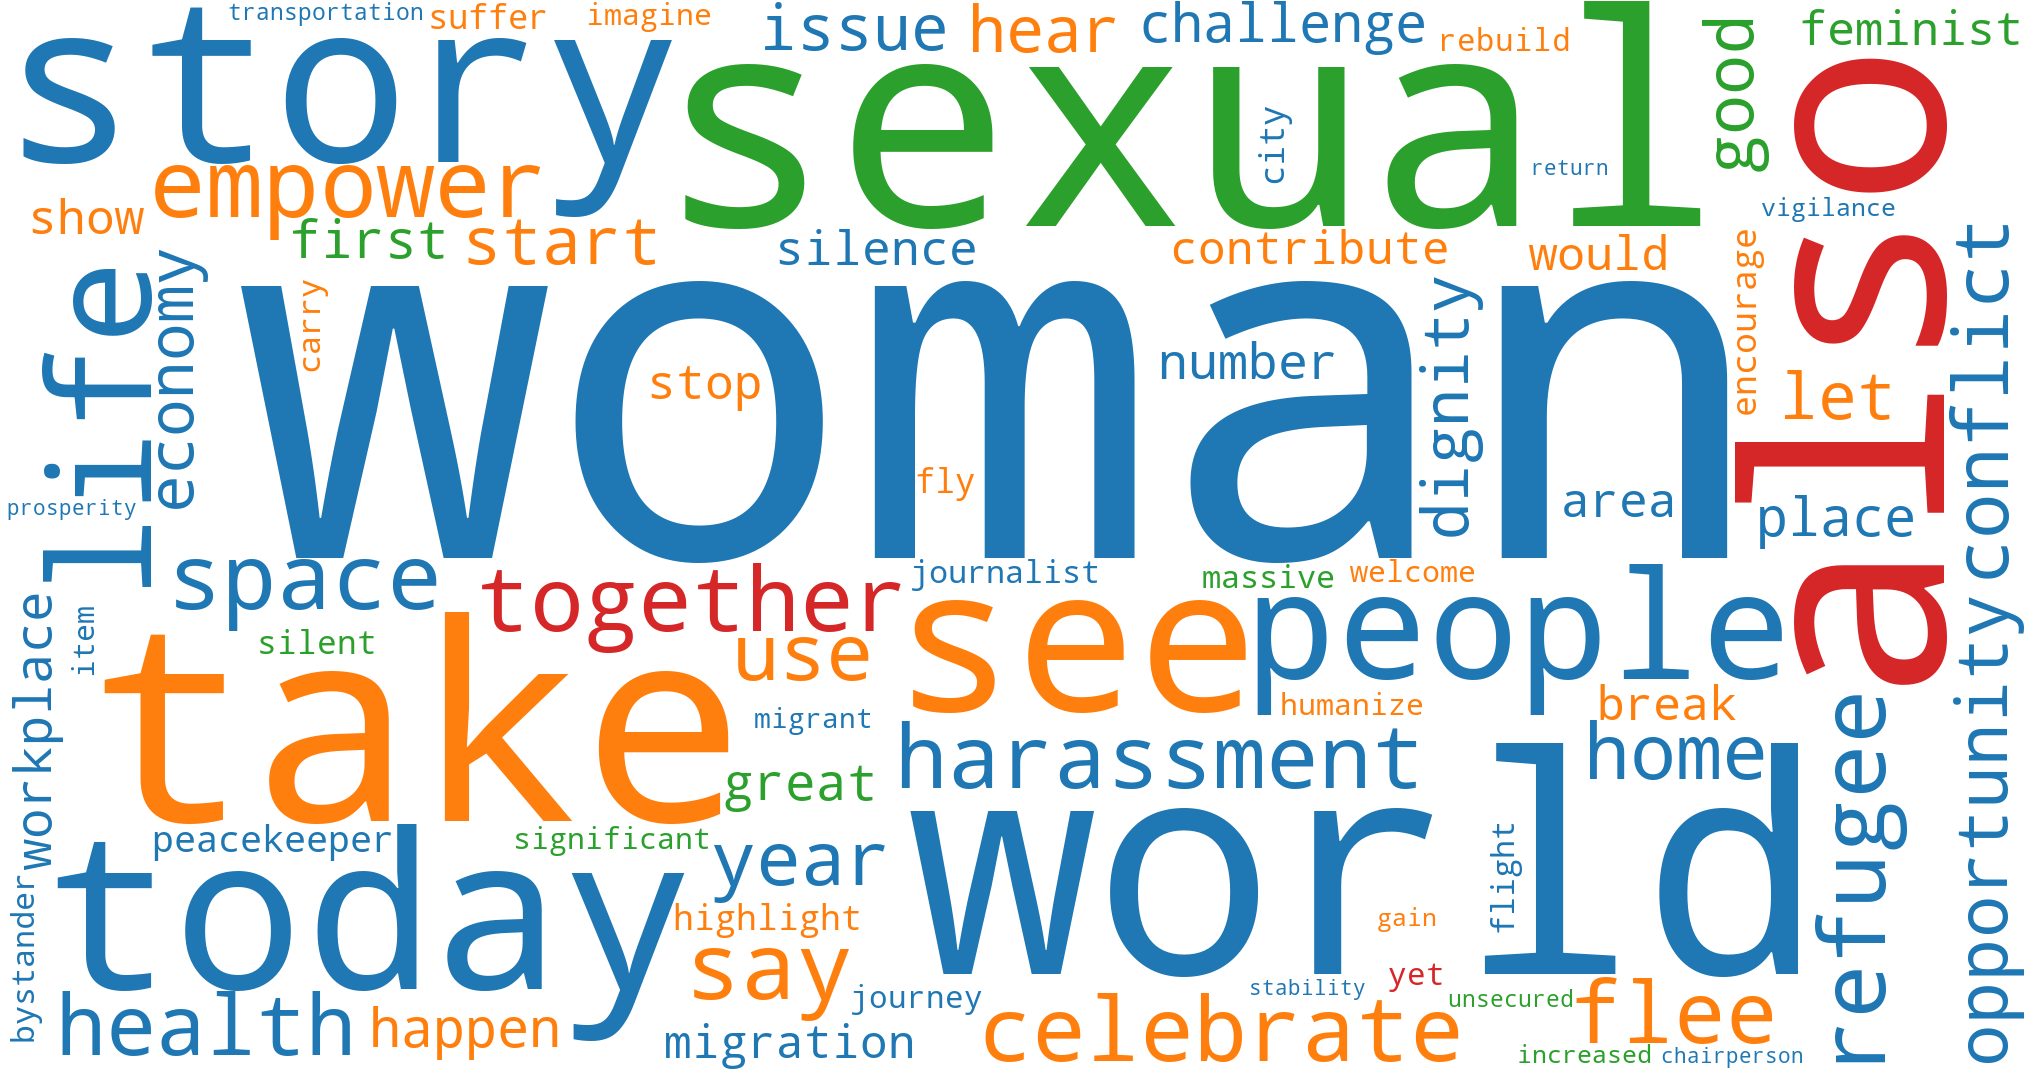 transportation
suffer
imagine
story
issue
hear
challenge
rebuild
feminist
good
sexual
city
return
also
vigilance
empower
show
first
start
silence
contribute
would
conflict
life
economy
carry
woman
stop
fly
number
dignity
area
encourage
let
place
prosperity
space
together
journalist
massive
welcome
see
people
opportunity
workplace
item
silent
take
use
migrant
humanize
break
refugee
harassment
home
great
world
flight
peacekeeper
significant
today
year
highlight
say
gain
yet
bystander
health
happen
journey
migration
stability
celebrate
unsecured
flee
increased
chairperson